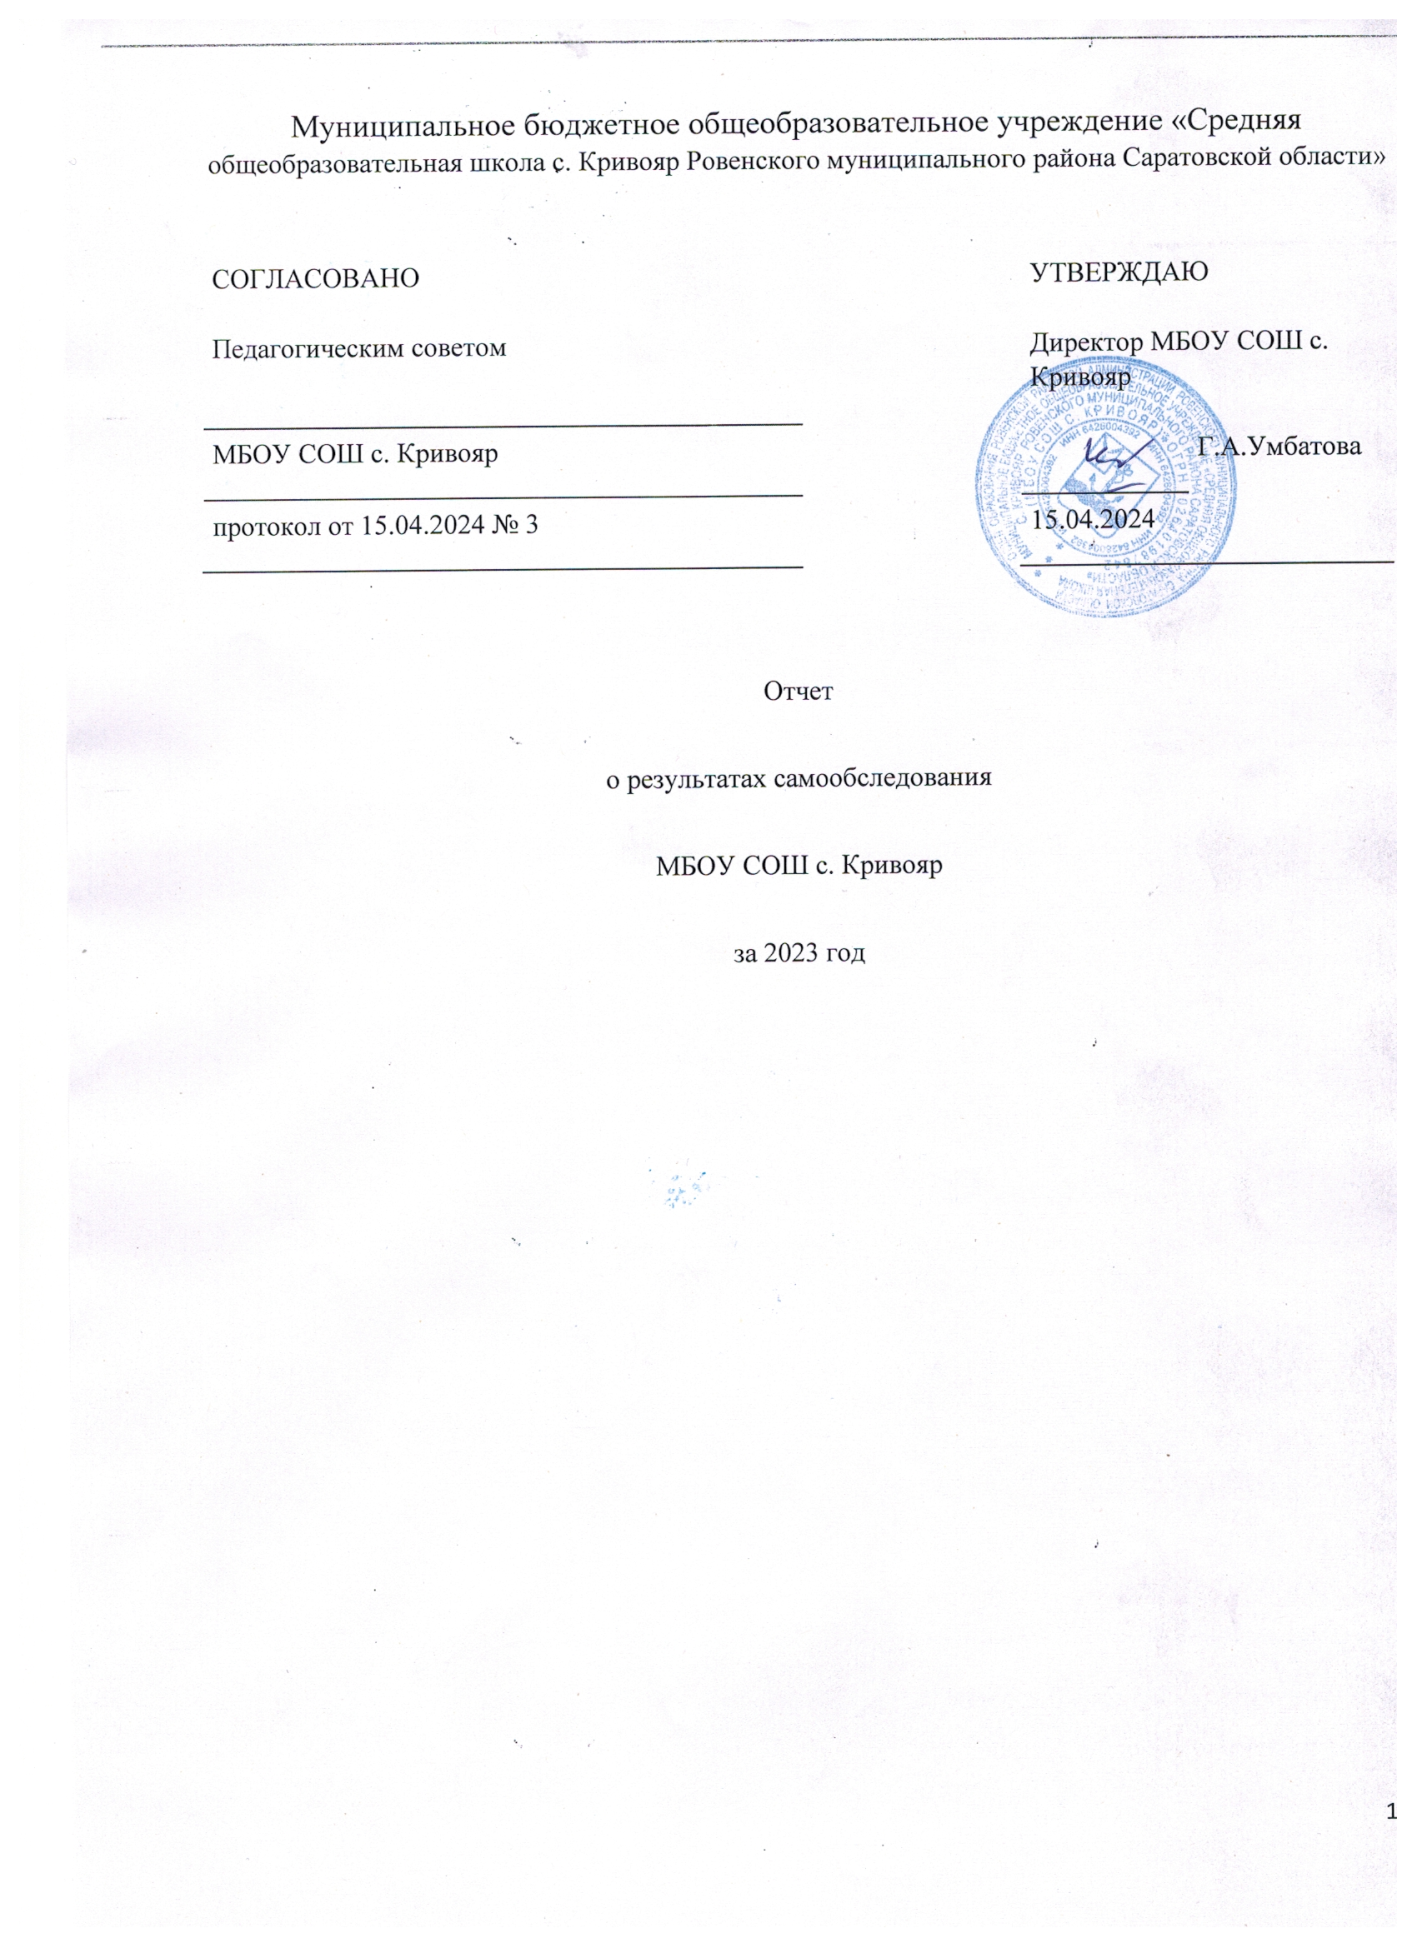 Муниципальное бюджетное общеобразовательное учреждение «Средняя
общеобразовательная школа с. Кривояр Ровенского муниципального района Саратовской области»
СОГЛАСОВАНО
Педагогическим советом
МБОУ СОШ с. Кривояр
протокол от 15.04.2024 № 3
УТВЕРЖДАЮ
Директор МБОУ СОШ с.
Кривояр
Г.А.Умбатова
15.04.2024
Отчет
о результатах самообследования
МБОУ СОШ с. Кривояр
за 2023 год
1